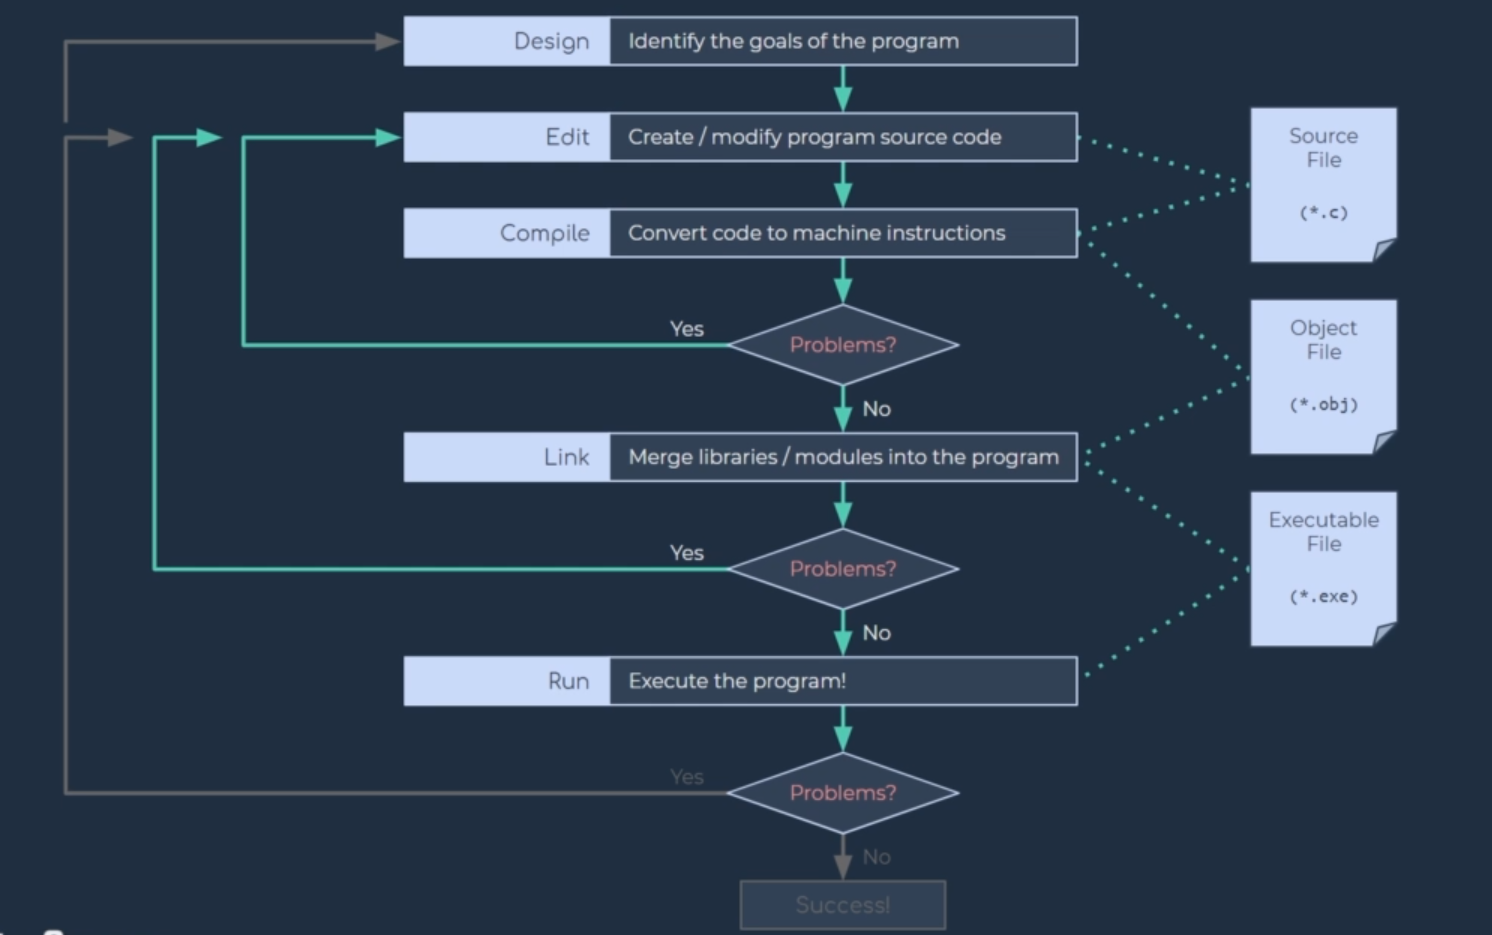 Design
Identify the goals of the program
Edit
Create / modify program source code
Source
File
(*.c)
Compile
Convert code to machine instructions
Yes
Problems?
No
Object
File
(*.obj)
Link
Merge libraries / modules into the program
Yes
Problems?
No
Executable
File
(*.exe)
Run
Execute the program!
Yes
Problems?
No
Success!